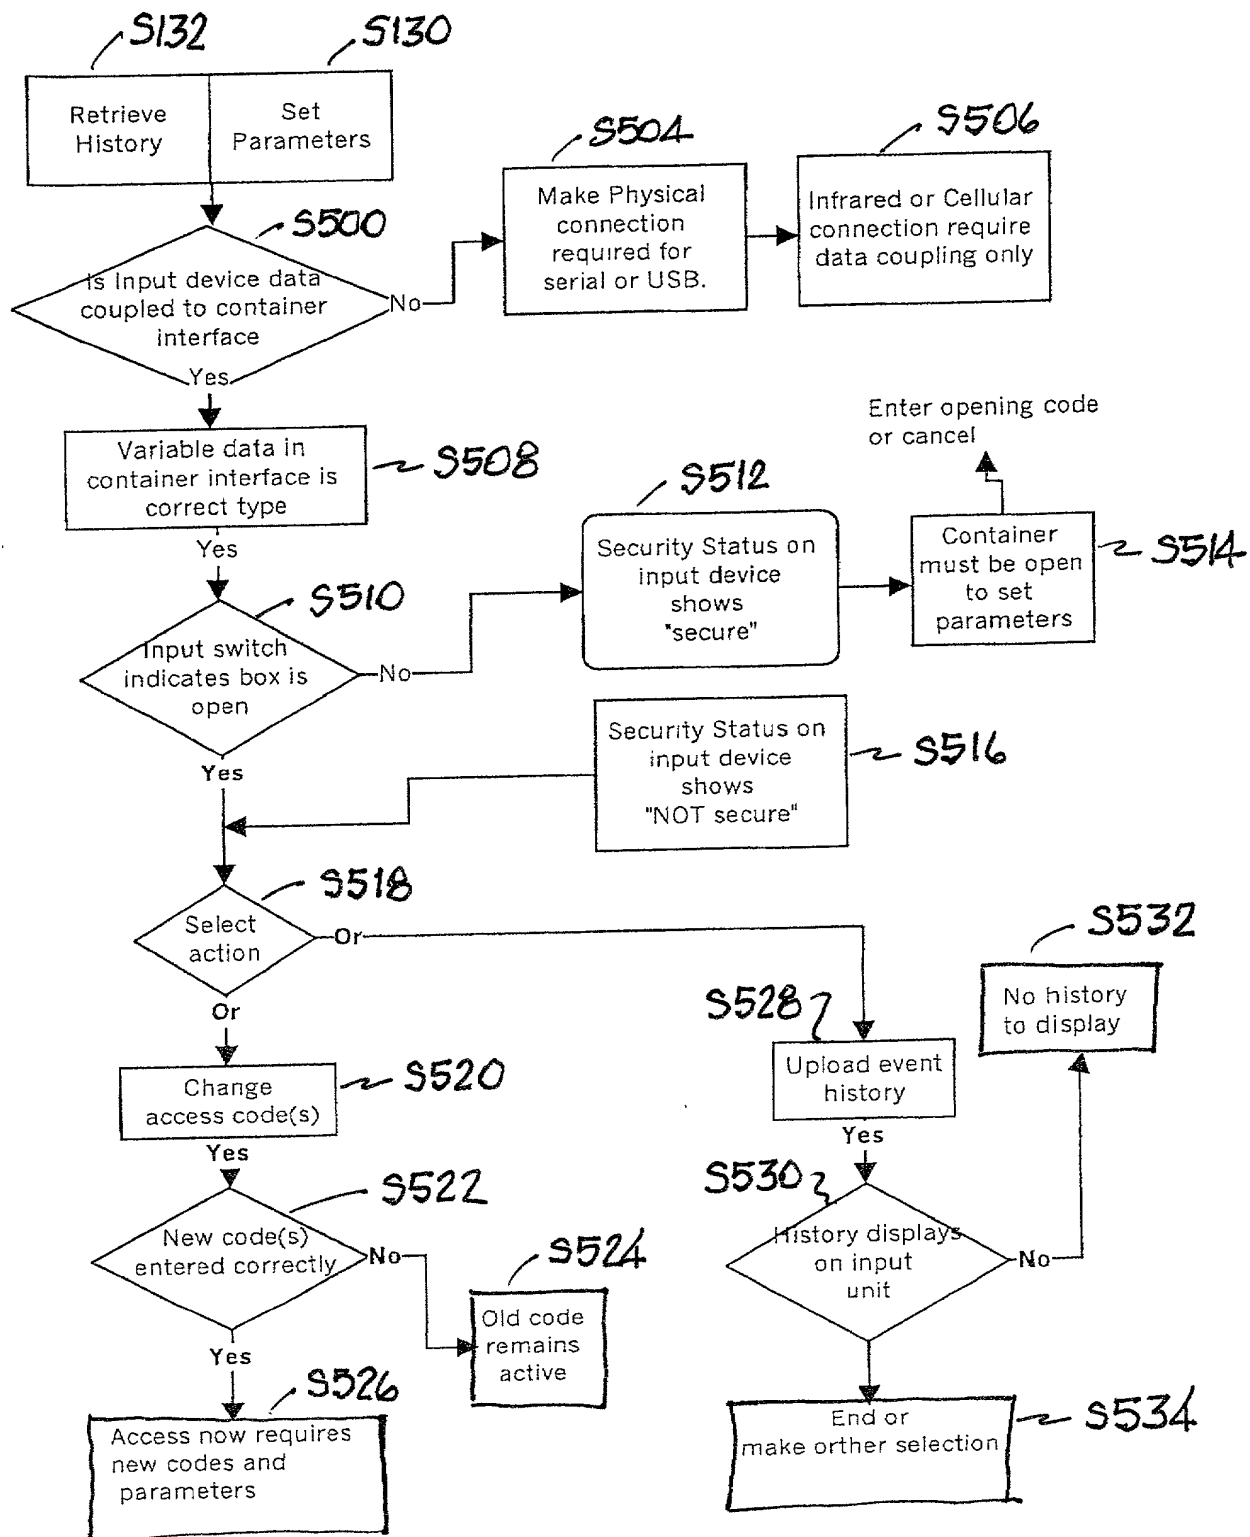 S132
S130
Retrieve
History
Set
Parameters
S504
S506
Make Physical
connection
required for
serial or USB.
Infrared or Cellular
connection require
data coupling only
S500
Is Input device data
coupled to container
interface
No
Yes
Enter opening code
or cancel
Variable data in
container interface is
correct type
S508
Yes
S512
Security Status on
input device
shows
"secure"
Container
must be open
to set
parameters
S514
S510
Input switch
indicates box is
open
No
Yes
Security Status on
input device
shows
"NOT secure"
S516
S518
Select
action
Or
Or
S532
No history
to display
S528
Upload event
history
Yes
Change
access code(s)
S520
Yes
S530
History displays
on input
unit
No
S522
New code(s)
entered correctly
No
Yes
S524
Old code
remains
active
S526
Access now requires
new codes and
parameters
End or
make orther selection
S534